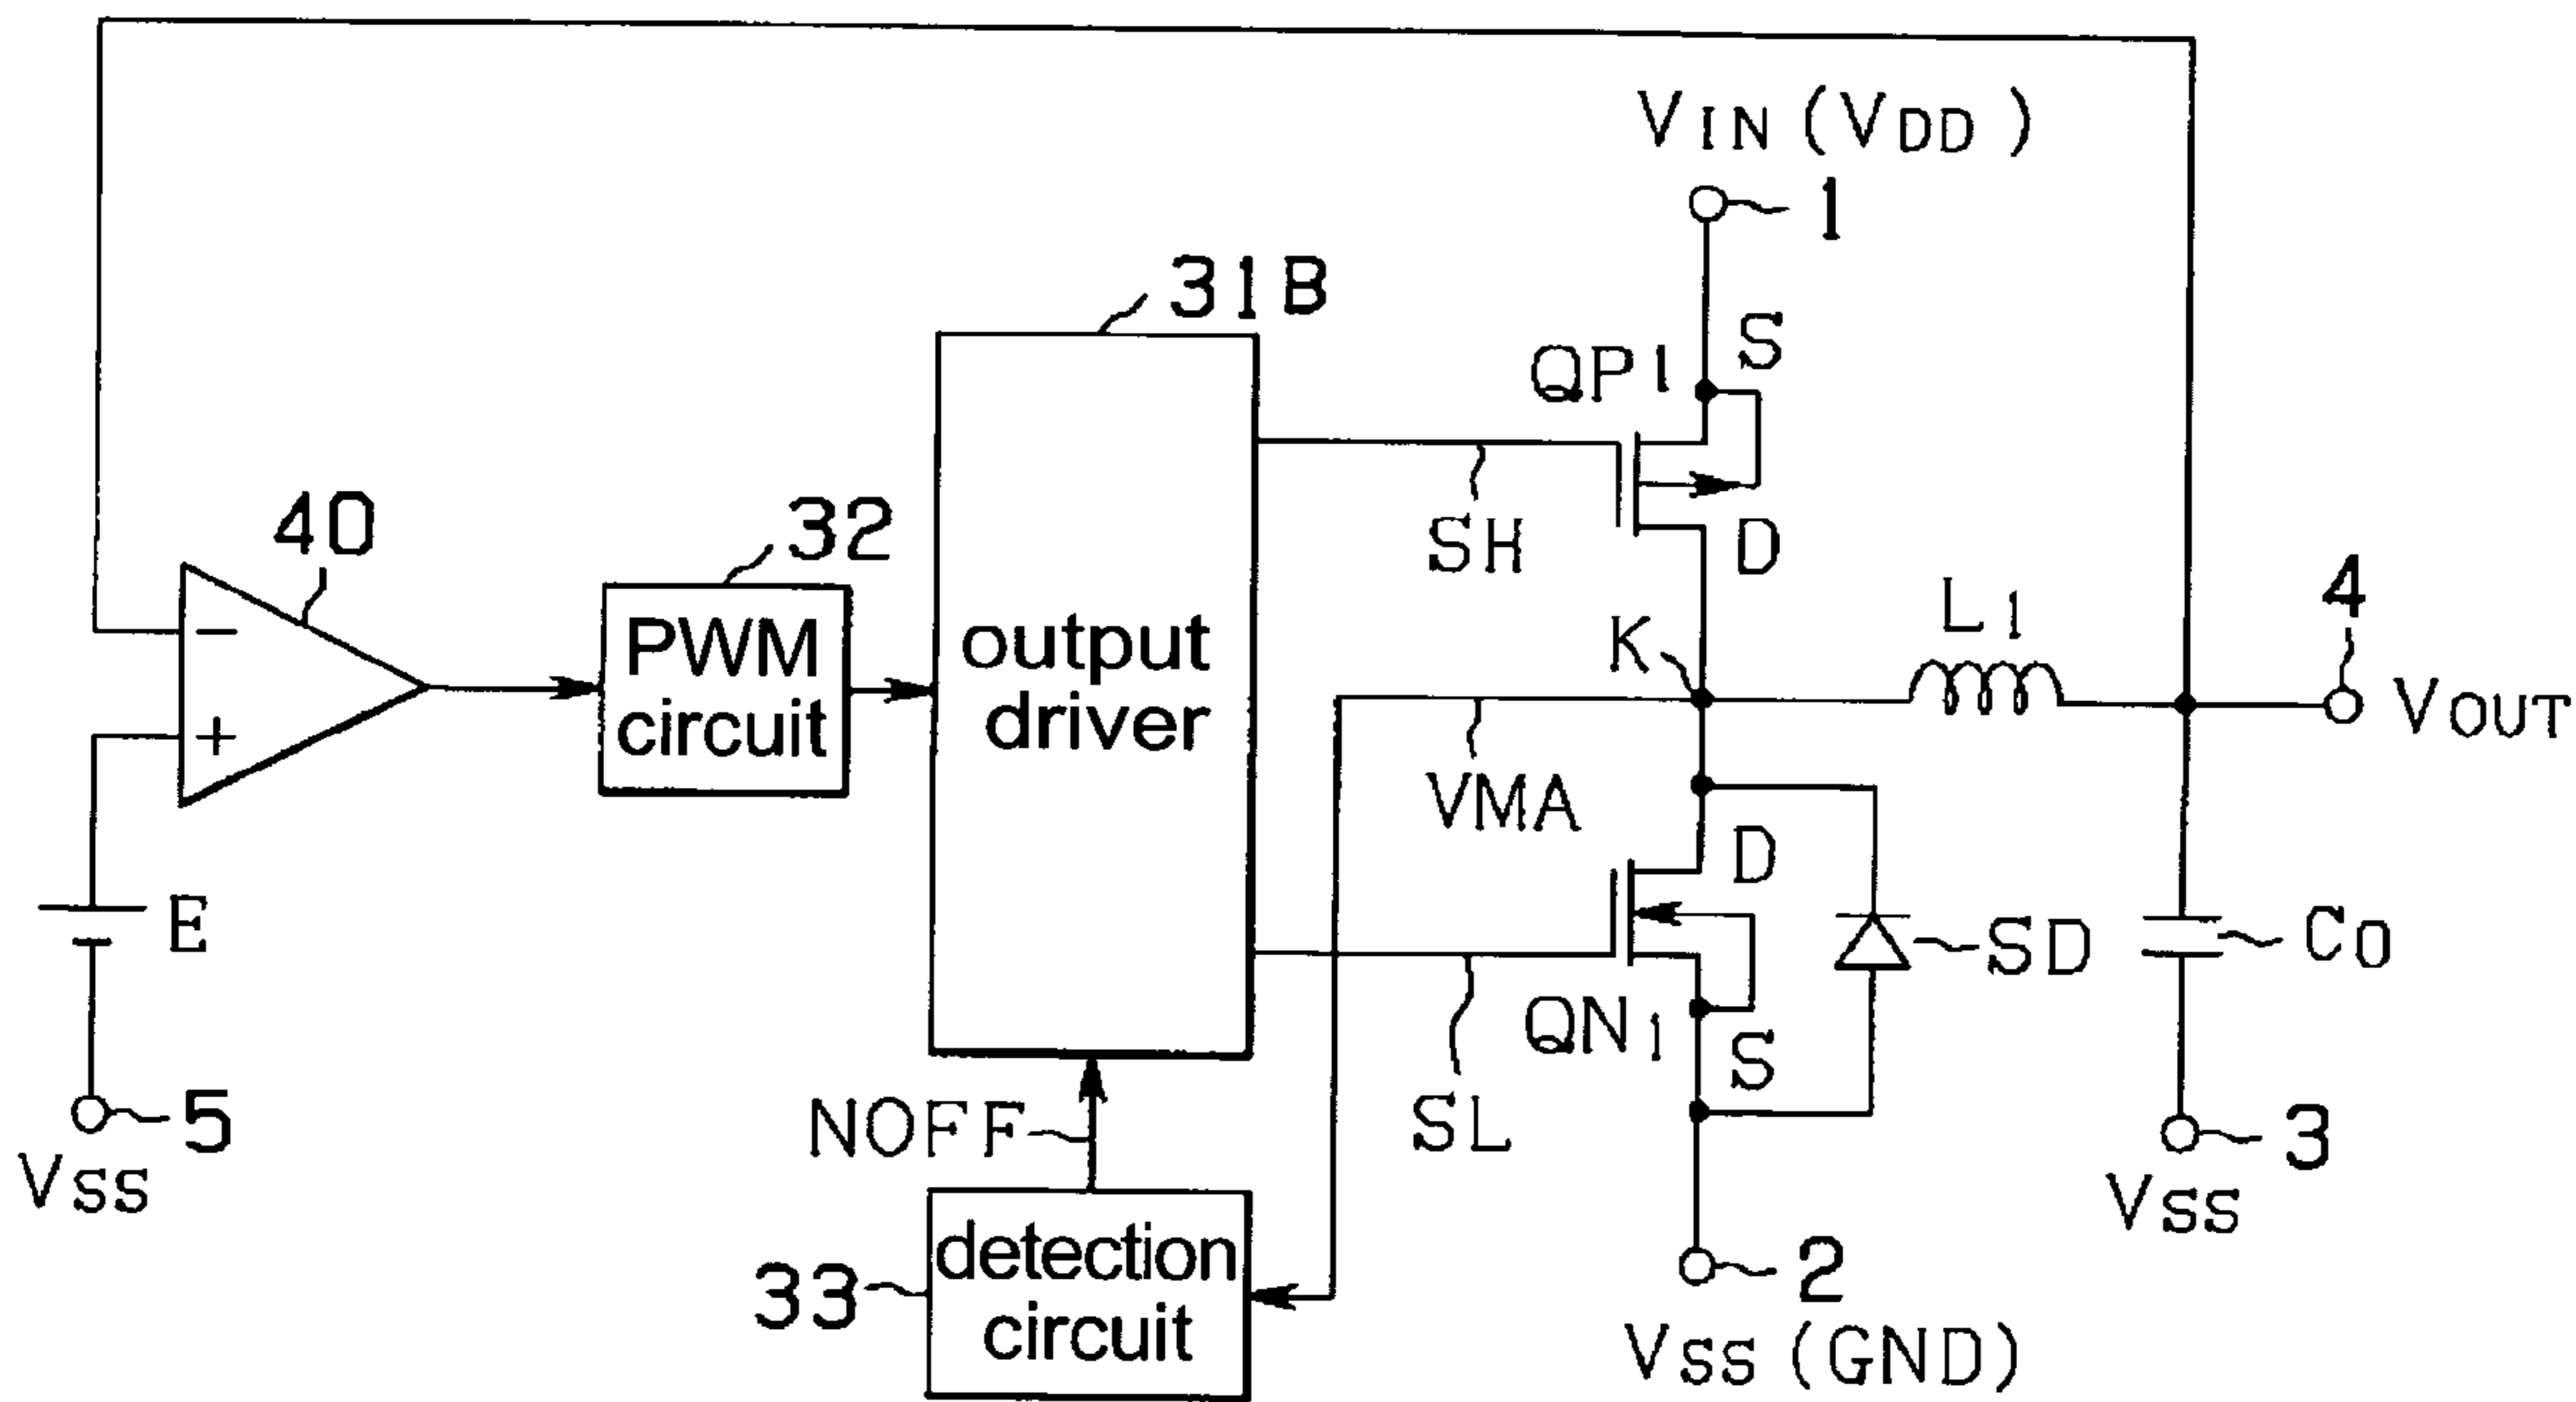 VIN (VDD)
1
31B
S
QP1
40
32
SH
D
PWM
circuit
output
driver
K
L1
4
VOUT
VMA
D
E
SD
CO
QN1
S
5
VSS
NOFF
SL
3
VSS
33
detection
circuit
2
VSS (GND)
−
+